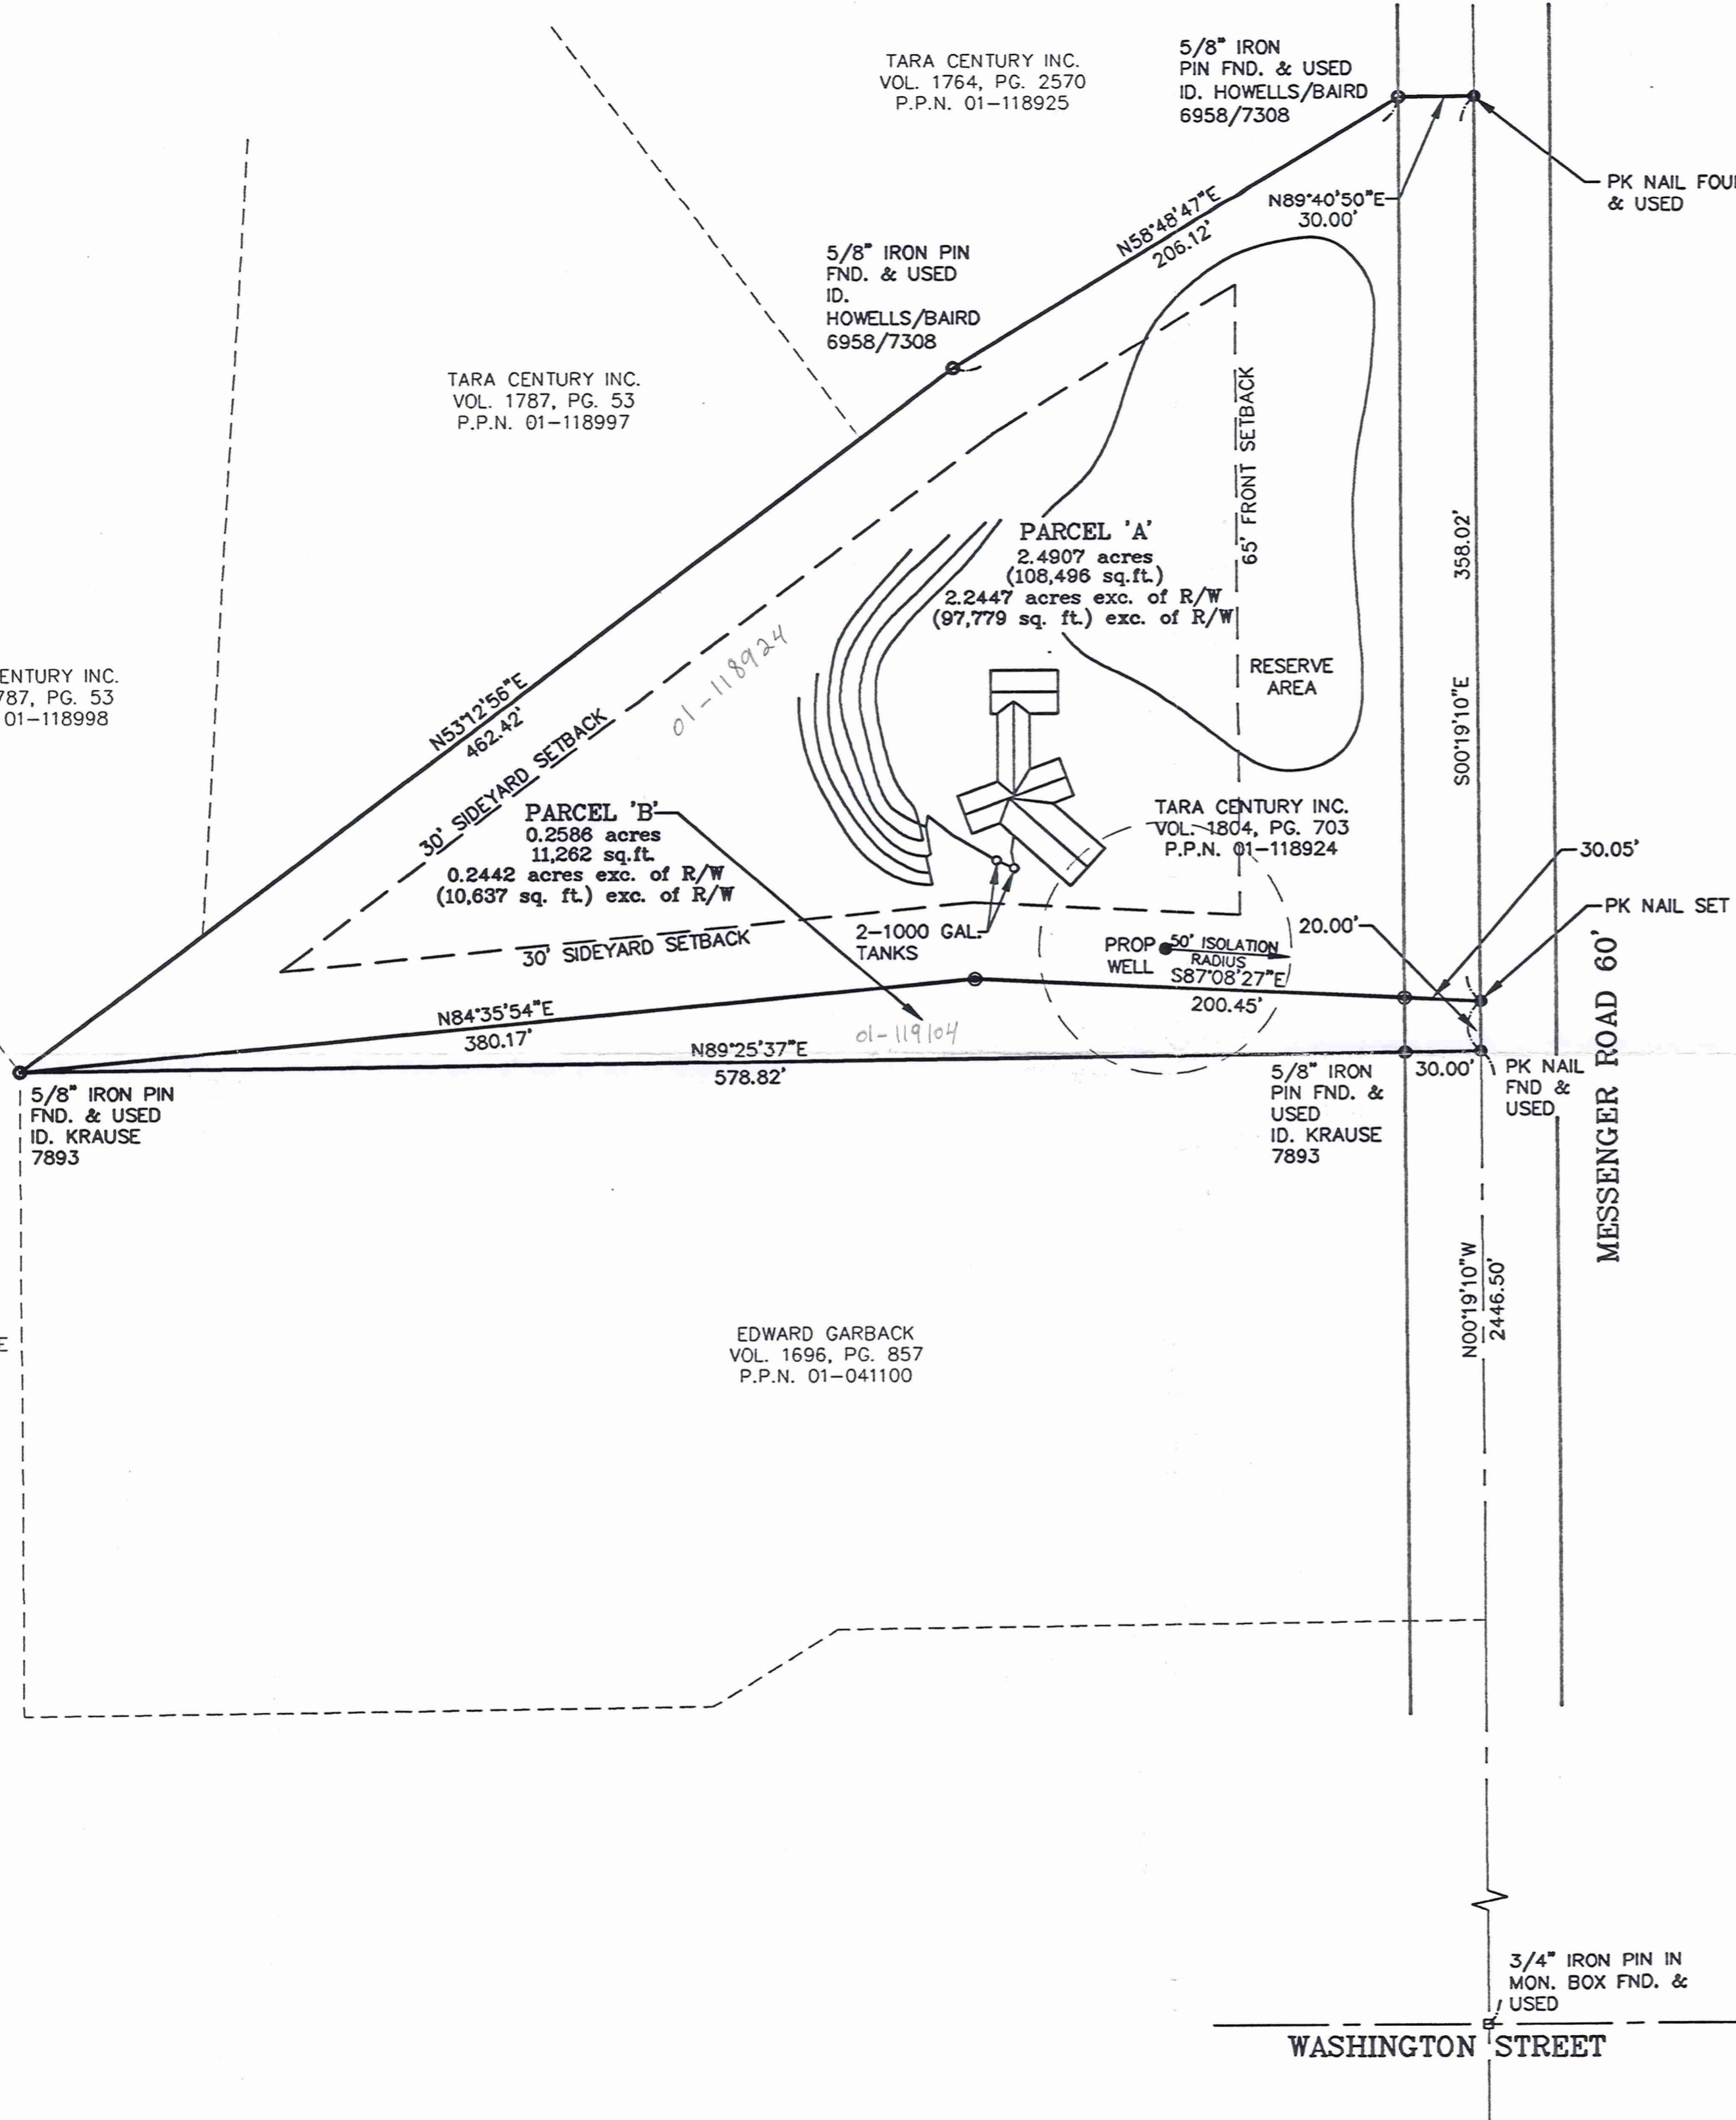 TARA CENTURY INC.
VOL. 1764, PG. 2570
P.P.N. 01-118925
5/8" IRON
PIN FND. & USED
ID. HOWELLS/BAIRD
6958/7308
PK NAIL FOU
& USED
N89°40'50"E
30.00'
N58°48'47"E
206.12'
5/8" IRON PIN
FND. & USED
ID.
HOWELLS/BAIRD
6958/7308
TARA CENTURY INC.
VOL. 1787, PG. 53
P.P.N. 01-118997
65' FRONT SETBACK
358.02'
S00°19'10"E
PARCEL 'A'
2.4907 acres
(108,496 sq.ft.)
2.2447 acres exc. of R/W
(97,779 sq. ft.) exc. of R/W
01-118924
RESERVE
AREA
ENTURY INC.
787, PG. 53
01-118998
N53°12'56"E
462.42'
30' SIDEYARD SETBACK
PARCEL 'B'
0.2586 acres
11,262 sq.ft.
0.2442 acres exc. of R/W
(10,637 sq. ft.) exc. of R/W
TARA CENTURY INC.
VOL. 1804, PG. 703
P.P.N. 01-118924
30.05'
PK NAIL SET
20.00'
2-1000 GAL.
TANKS
30' SIDEYARD SETBACK
PROP
WELL
50' ISOLATION
RADIUS
S87°08'27"E
200.45'
N84°35'54"E
380.17'
01-119104
N89°25'37"E
578.82'
30.00'
5/8" IRON PIN
FND. & USED
ID. KRAUSE
7893
5/8" IRON
PIN FND. &
USED
ID. KRAUSE
7893
PK NAIL
FND &
USED
MESSENGER ROAD 60'
N00°19'10"W
2446.50'
E
EDWARD GARBACK
VOL. 1696, PG. 857
P.P.N. 01-041100
3/4" IRON PIN IN
MON. BOX FND. &
USED
WASHINGTON STREET